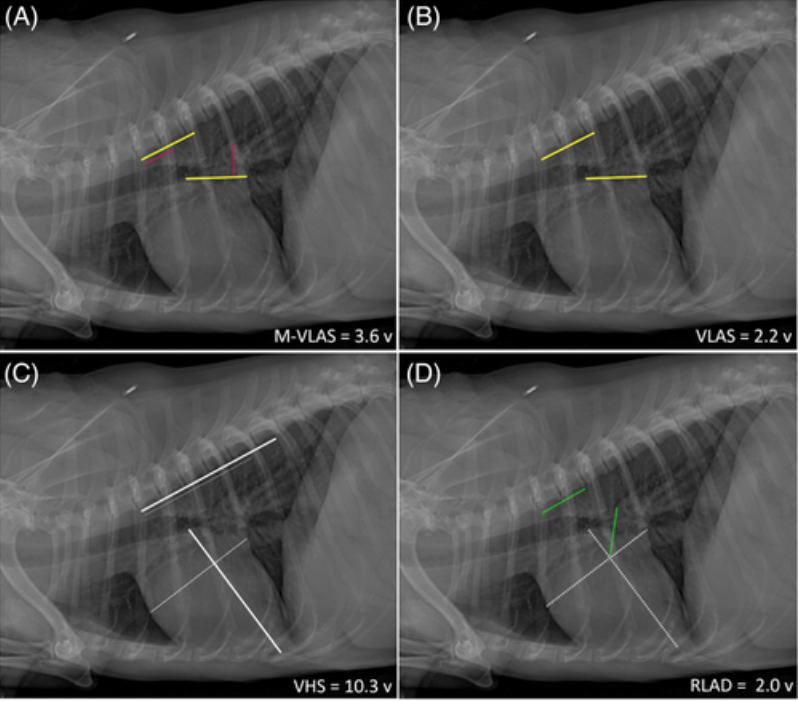 (A)
(B)
M-VLAS = 3.6 v
VLAS = 2.2 v
(C)
(D)
VHS = 10.3 v
RLAD = 2.0 v